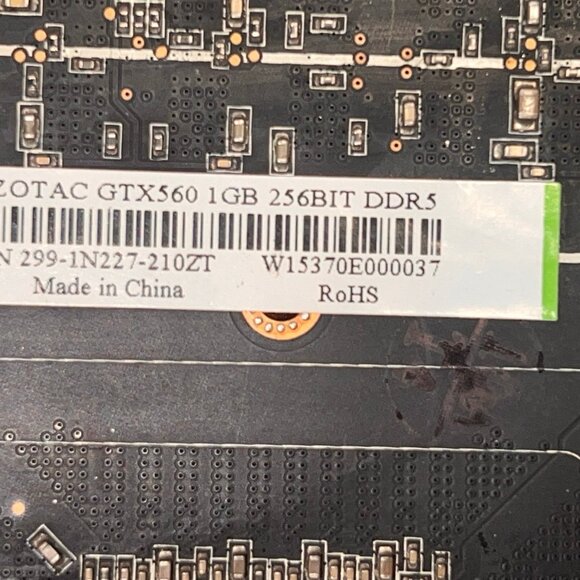 ZOTAC GTX560 1GB 256BIT DDR5
N 299-1N227-210ZT W15370E000037
Made in China RoHS